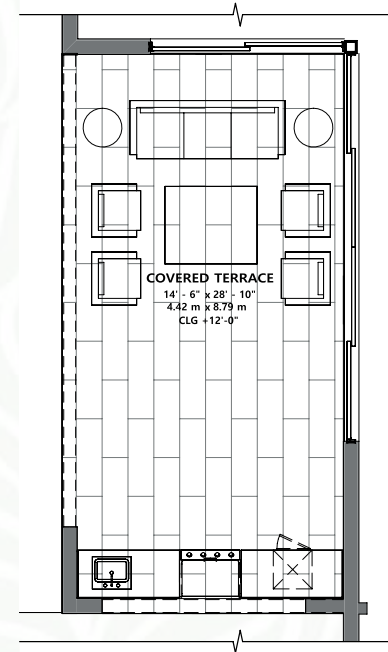 COVERED TERRACE
14' - 6" x 28' - 10"
4.42 m x 8.79 m
CLG +12'-0"